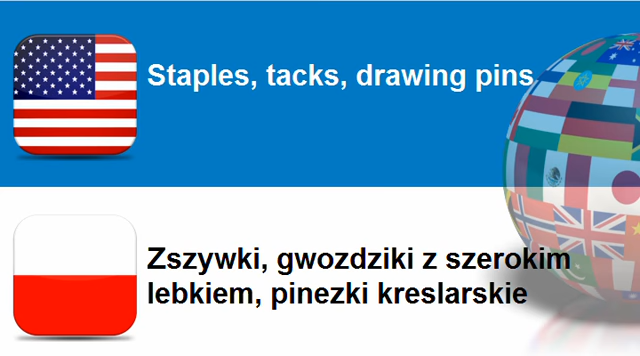 Staples, tacks, drawing pins
Zszywki, gwozdziki z szerokim
lebkiem, pinezki kreslarskie